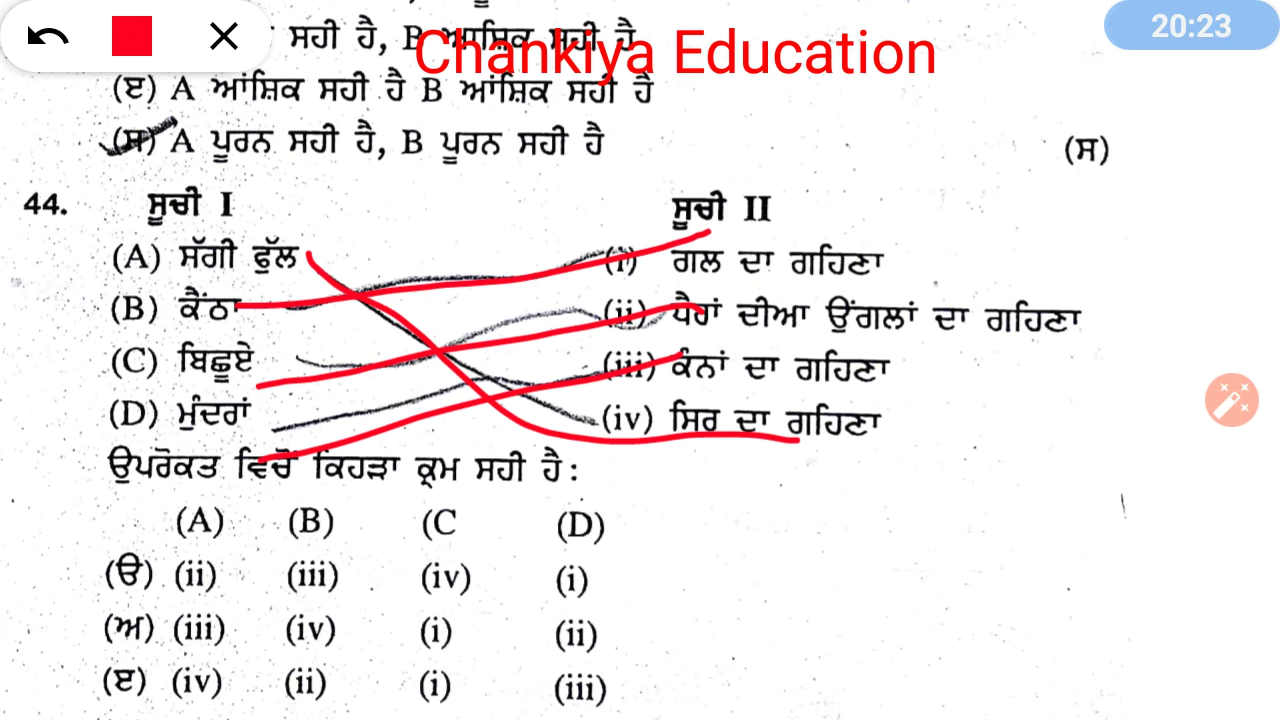 20:23
Chankiya Education
ਸਹੀ ਹੈ, B ਆਂਸ਼ਿਕ ਸਹੀ ਹੈ
(ੲ) A ਆਂਸ਼ਿਕ ਸਹੀ ਹੈ B ਆਂਸ਼ਿਕ ਸਹੀ ਹੈ
(ਸ) A ਪੂਰਨ ਸਹੀ ਹੈ, B ਪੂਰਨ ਸਹੀ ਹੈ (ਸ)
44. ਸੂਚੀ I ਸੂਚੀ II
(A) ਸੱਗੀ ਫੁੱਲ (i) ਗਲ ਦਾ ਗਹਿਣਾ
(B) ਕੈਂਠਾ (ii) ਪੈਰਾਂ ਦੀਆ ਉਂਗਲਾਂ ਦਾ ਗਹਿਣਾ
(C) ਬਿਛੂਏ (iii) ਕੰਨਾਂ ਦਾ ਗਹਿਣਾ
(D) ਮੁੰਦਰਾਂ (iv) ਸਿਰ ਦਾ ਗਹਿਣਾ
ਉਪਰੋਕਤ ਵਿਚੋਂ ਕਿਹੜਾ ਕ੍ਰਮ ਸਹੀ ਹੈ :
(A) (B) (C (D)
(ੳ) (ii) (iii) (iv) (i)
(ਅ) (iii) (iv) (i) (ii)
(ੲ) (iv) (ii) (i) (iii)